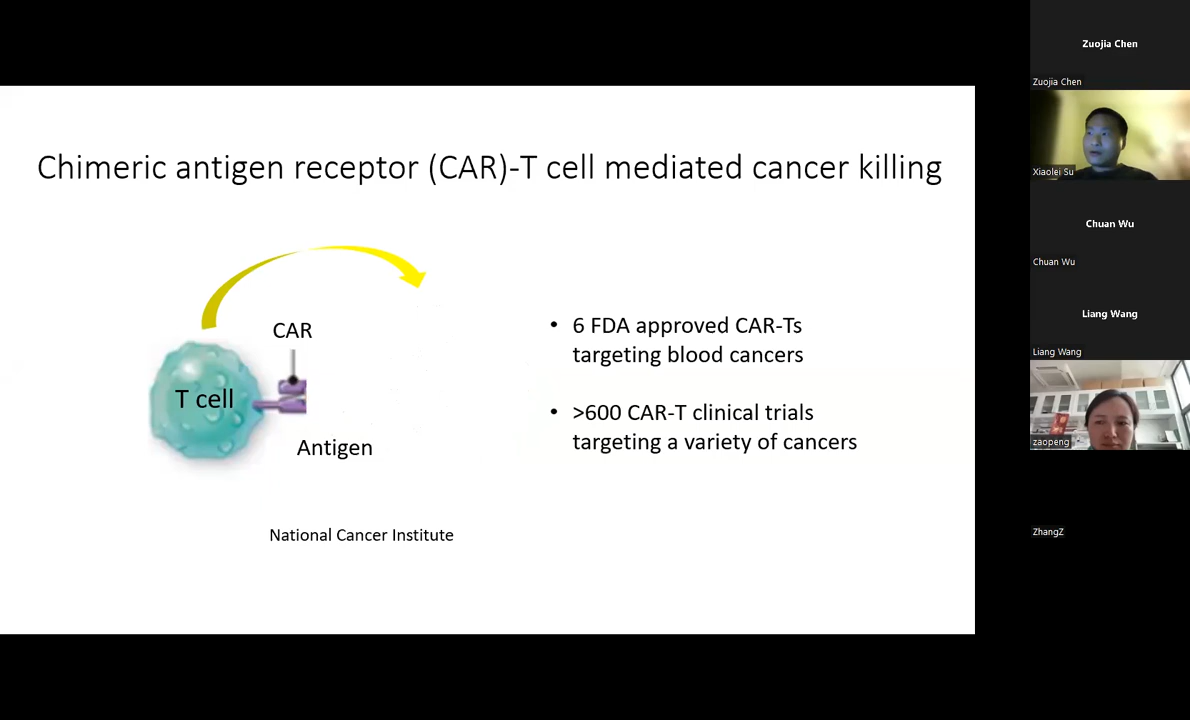 Chimeric antigen receptor (CAR)-T cell mediated cancer killing
CAR
T cell
Antigen
National Cancer Institute
• 6 FDA approved CAR-Ts
targeting blood cancers
• >600 CAR-T clinical trials
targeting a variety of cancers
Zuojia Chen
Zuojia Chen
Xiaolei Su
Chuan Wu
Chuan Wu
Liang Wang
Liang Wang
zaopeng
ZhangZ